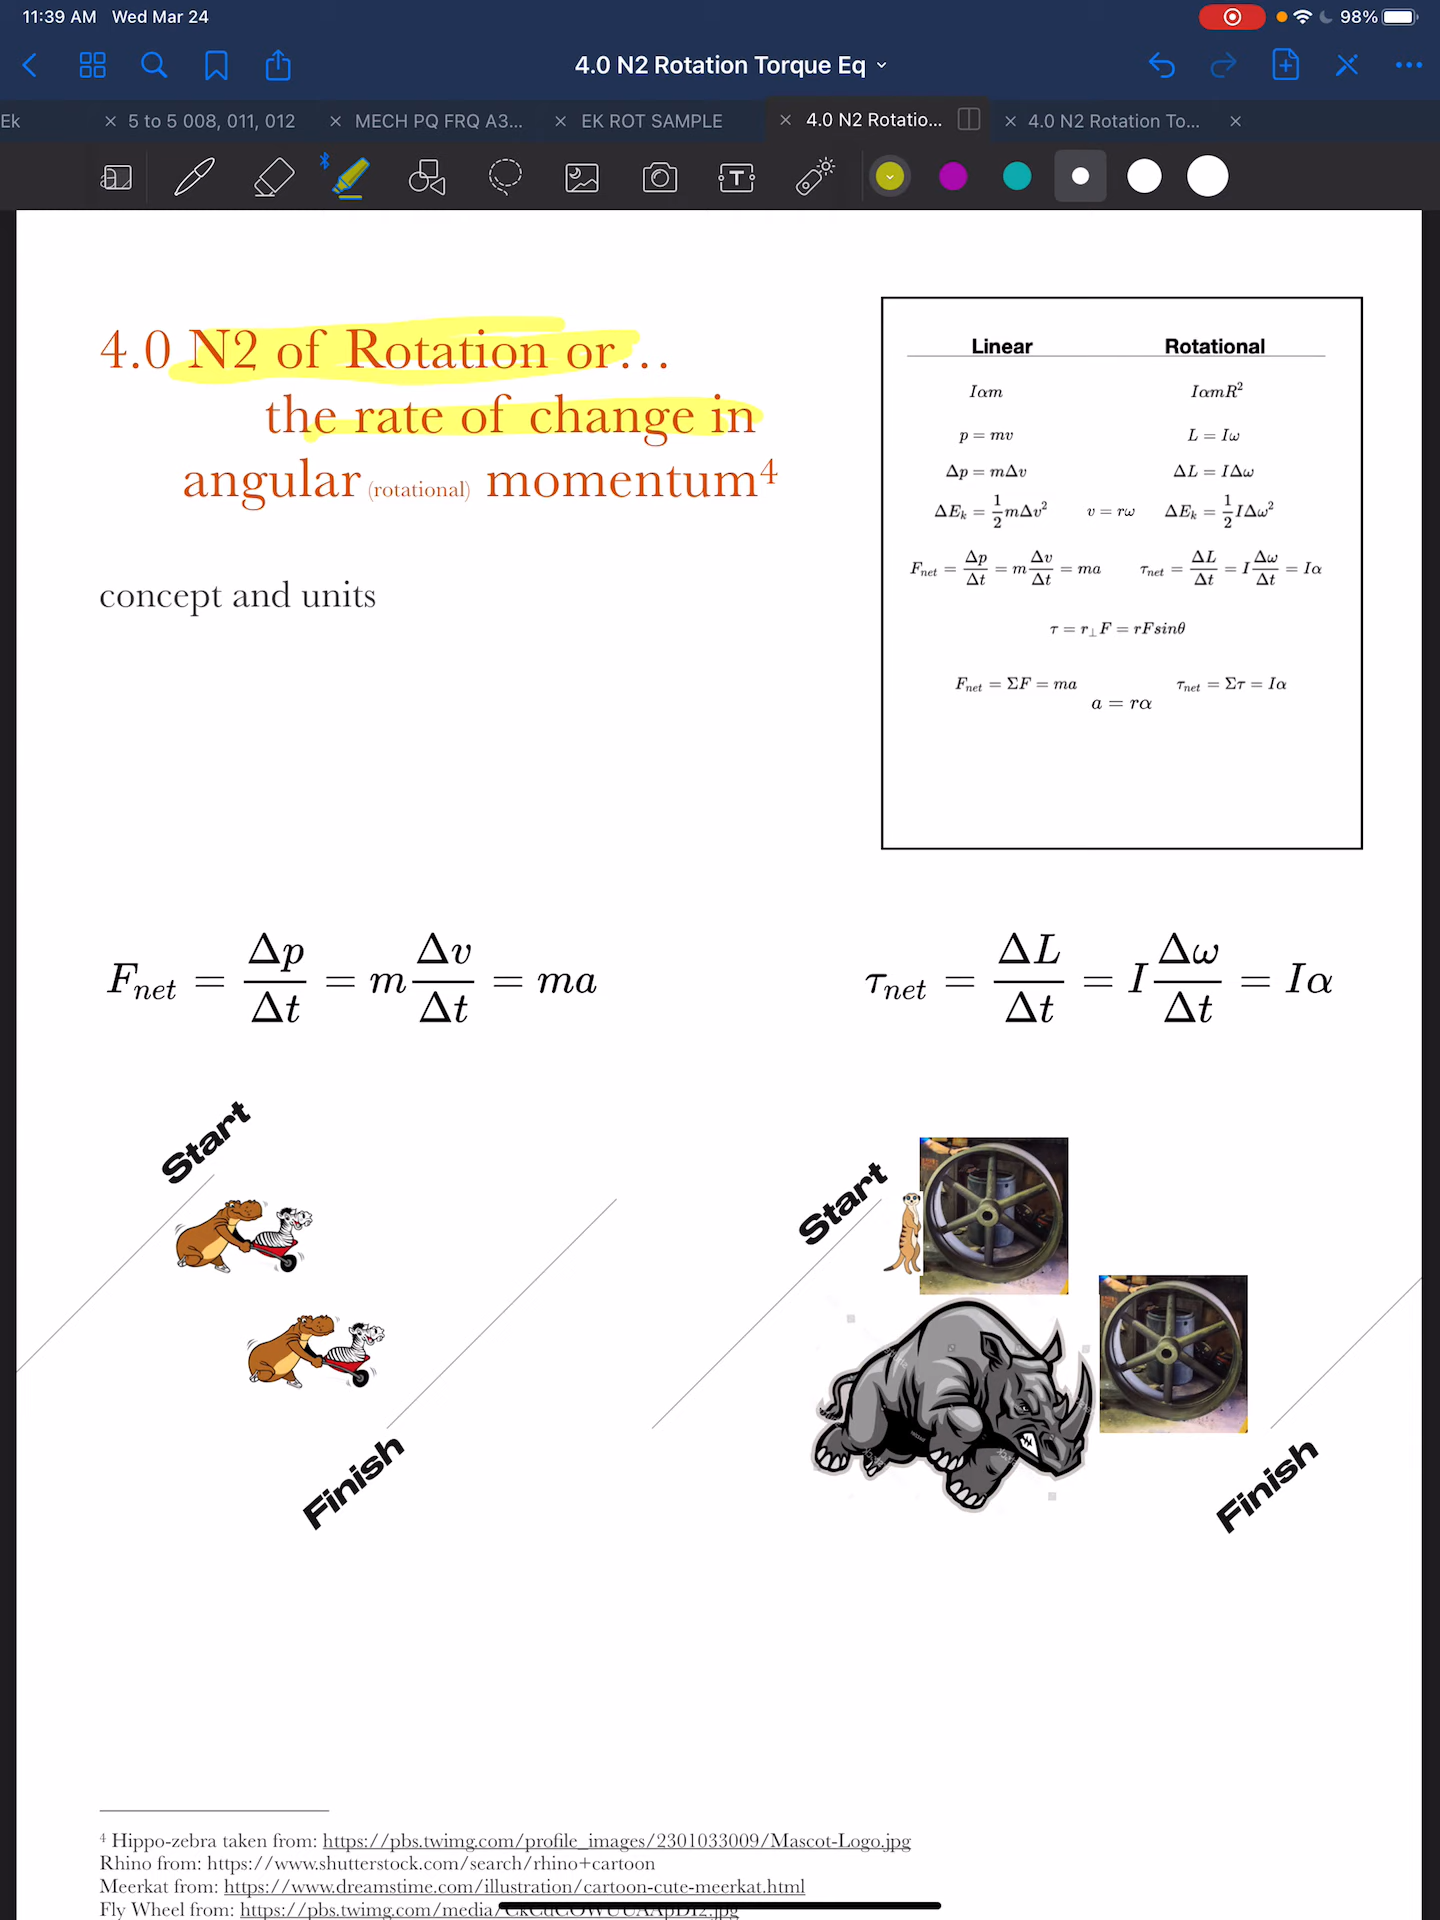 11:39 AM Wed Mar 24
98%
4.0 N2 Rotation Torque Eq
Ek
5 to 5 008, 011, 012
MECH PQ FRQ A3...
EK ROT SAMPLE
4.0 N2 Rotatio...
4.0 N2 Rotation To...
4.0 N2 of Rotation or...
the rate of change in
angular (rotational) momentum⁴
concept and units
Linear Rotational
Iαm IαmR²
p = mv L = Iω
Δp = mΔv ΔL = IΔω
ΔEₖ = 1/2 mΔv² v = rω ΔEₖ = 1/2 IΔω²
F_net = Δp/Δt = m Δv/Δt = ma τ_net = ΔL/Δt = I Δω/Δt = Iα
τ = r⊥F = rFsinθ
F_net = ΣF = ma τ_net = Στ = Iα
a = rα
F_net = Δp/Δt = m Δv/Δt = ma τ_net = ΔL/Δt = I Δω/Δt = Iα
Start
Start
Finish
Finish
⁴ Hippo-zebra taken from: https://pbs.twimg.com/profile_images/2301033009/Mascot-Logo.jpg
Rhino from: https://www.shutterstock.com/search/rhino+cartoon
Meerkat from: https://www.dreamstime.com/illustration/cartoon-cute-meerkat.html
Fly Wheel from: https://pbs.twimg.com/media/